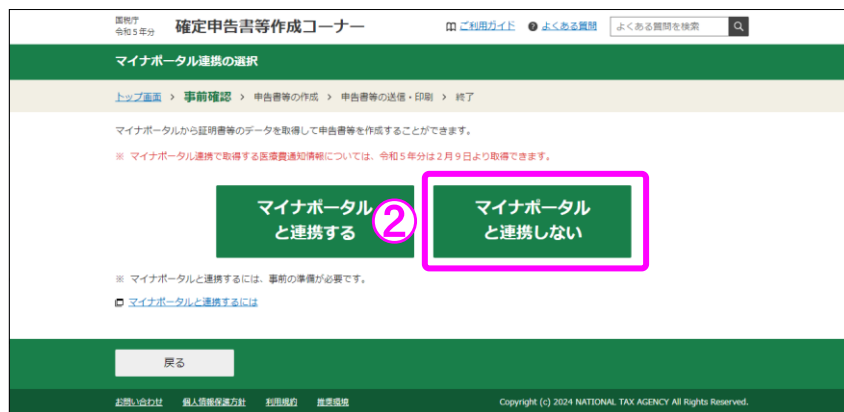 国税庁
令和5年分
確定申告書等作成コーナー
ご利用ガイド
? よくある質問
よくある質問を検索
マイナポータル連携の選択
トップ画面 > 事前確認 > 申告書等の作成 > 申告書等の送信・印刷 > 終了
マイナポータルから証明書等のデータを取得して申告書等を作成することができます。
※ マイナポータル連携で取得する医療費通知情報については、令和5年分は2月9日より取得できます。
マイナポータル
と連携する
②
マイナポータル
と連携しない
※ マイナポータルと連携するには、事前の準備が必要です。
マイナポータルと連携するには
戻る
お問い合わせ 個人情報保護方針 利用規約 推奨環境
Copyright (c) 2024 NATIONAL TAX AGENCY All Rights Reserved.